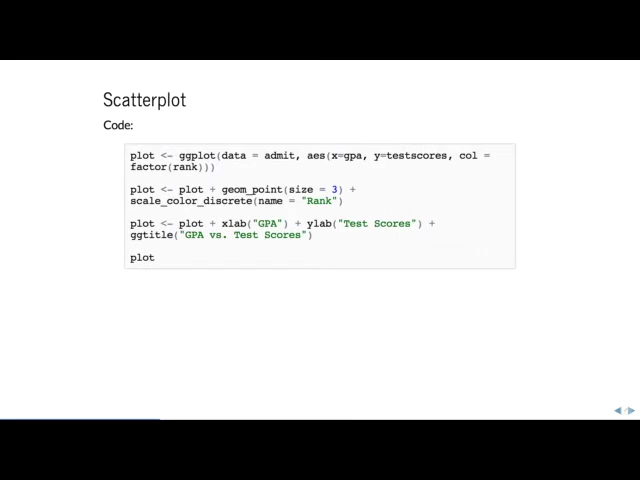 Scatterplot
Code:
plot <- ggplot(data = admit, aes(x=gpa, y=testscores, col =
factor(rank)))
plot <- plot + geom_point(size = 3) +
scale_color_discrete(name = "Rank")
plot <- plot + xlab("GPA") + ylab("Test Scores") +
ggtitle("GPA vs. Test Scores")
plot